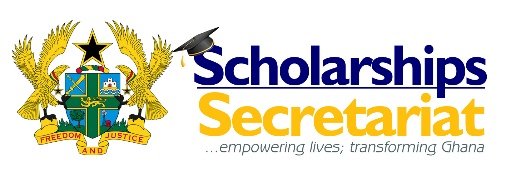 FREEDOM AND JUSTICE
Scholarships
Secretariat
...empowering lives; transforming Ghana